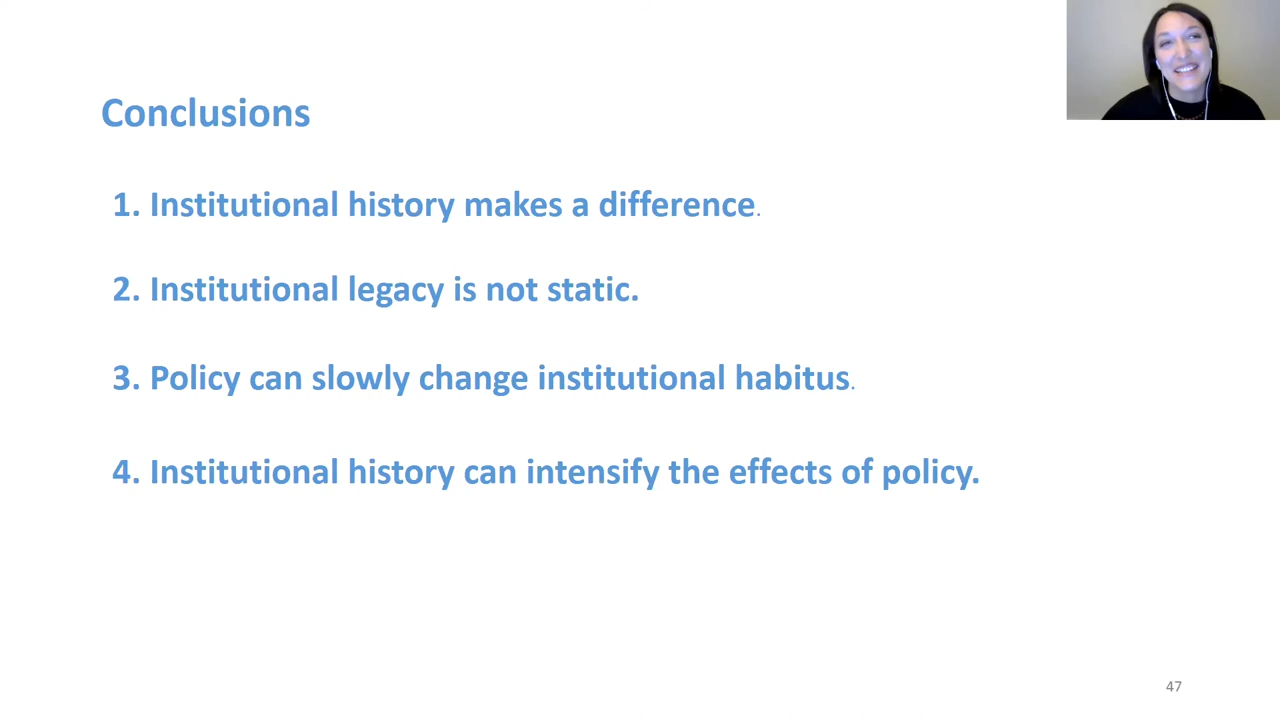 Conclusions
1. Institutional history makes a difference.
2. Institutional legacy is not static.
3. Policy can slowly change institutional habitus.
4. Institutional history can intensify the effects of policy.
47